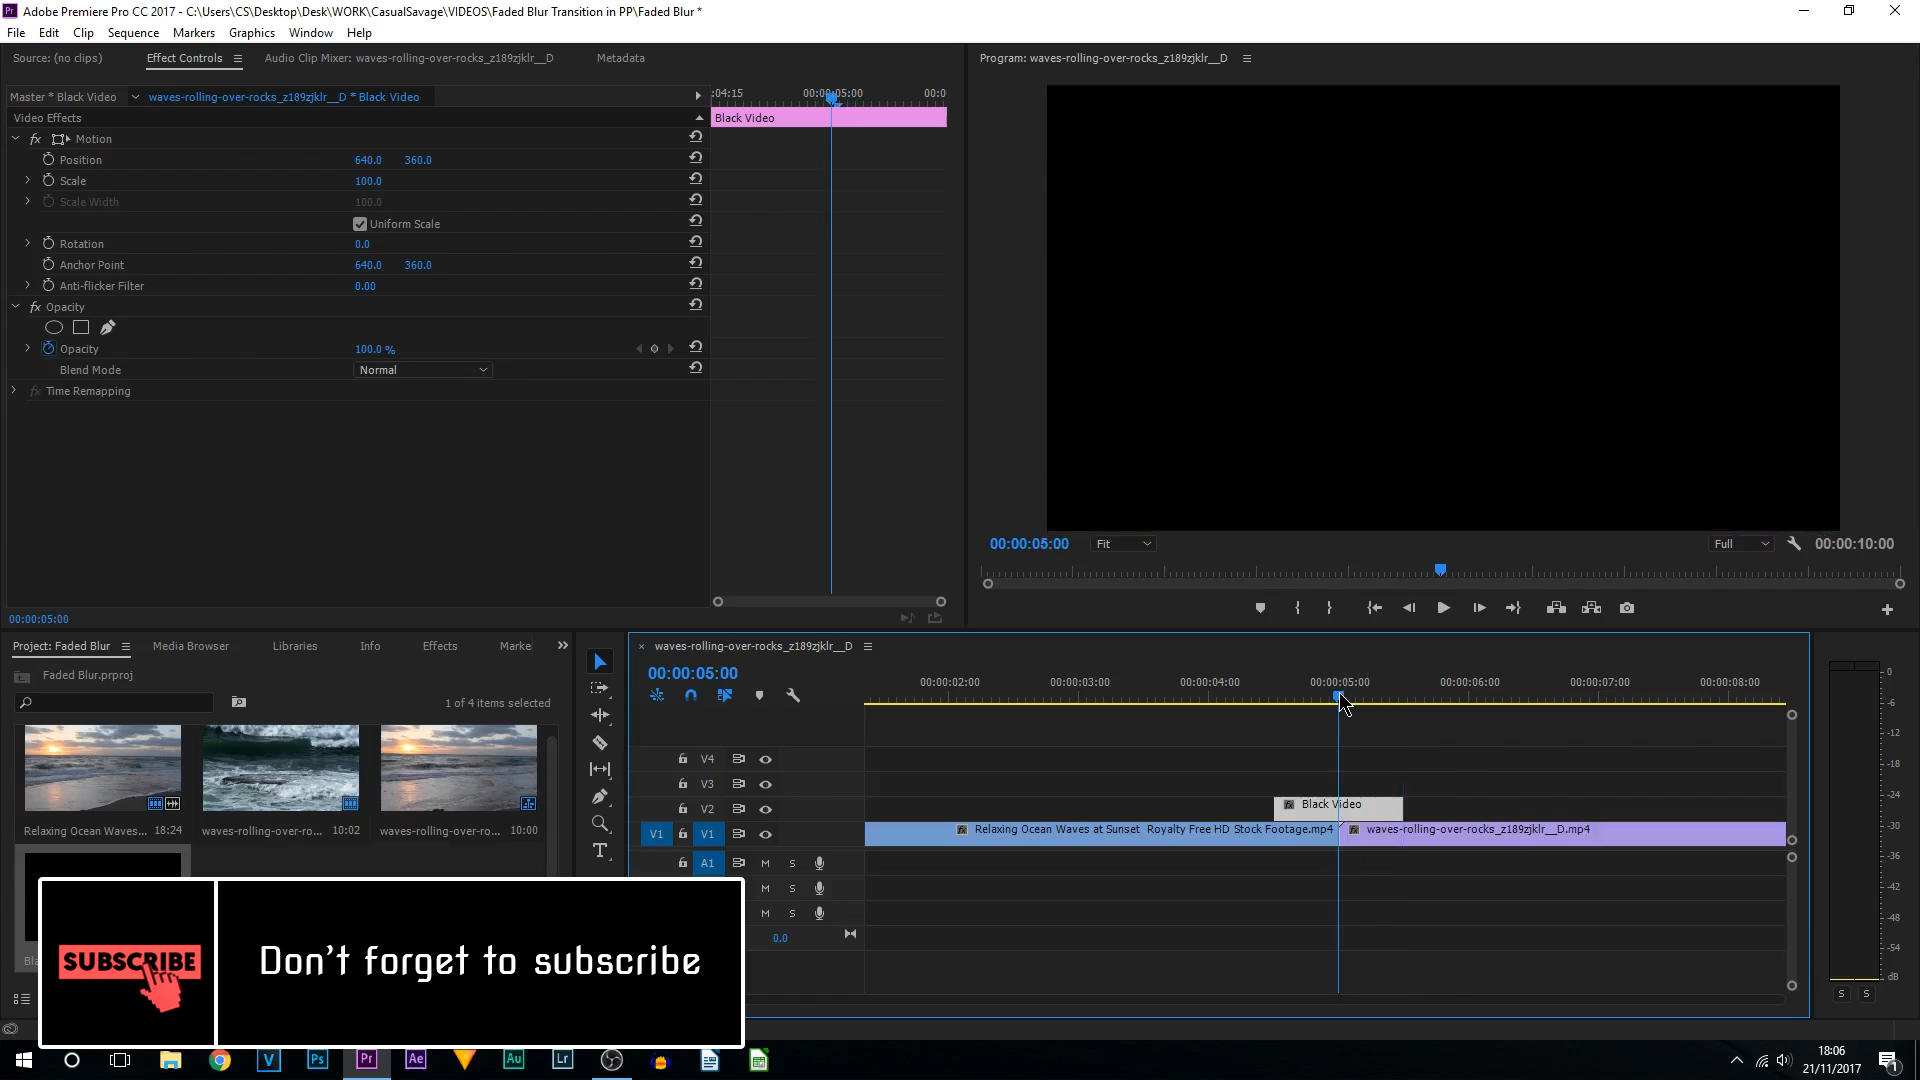 Adobe Premiere Pro CC 2017 - C:\Users\CS\Desktop\Desk\WORK\CasualSavage\VIDEOS\Faded Blur Transition in PP\Faded Blur *
File Edit Clip Sequence Markers Graphics Window Help
Source: (no clips) Effect Controls Audio Clip Mixer: waves-rolling-over-rocks_z189zjklr__D Metadata
Program: waves-rolling-over-rocks_z189zjklr__D
Master * Black Video waves-rolling-over-rocks_z189zjklr__D * Black Video
:04:15 00:00:05:00 00:0
Video Effects
Black Video
fx Motion
Position 640.0 360.0
Scale 100.0
Scale Width 100.0
Uniform Scale
Rotation 0.0
Anchor Point 640.0 360.0
Anti-flicker Filter 0.00
fx Opacity
Opacity 100.0 %
Blend Mode Normal
fx Time Remapping
00:00:05:00 Fit Full 00:00:10:00
00:00:05:00
Project: Faded Blur Media Browser Libraries Info Effects Marke
Faded Blur.prproj
1 of 4 items selected
Relaxing Ocean Waves... 18:24
waves-rolling-over-ro... 10:02
waves-rolling-over-ro... 10:00
waves-rolling-over-rocks_z189zjklr__D
00:00:05:00
00:00:02:00 00:00:03:00 00:00:04:00 00:00:05:00 00:00:06:00 00:00:07:00 00:00:08:00
V4
V3
V2 Black Video
V1 V1 Relaxing Ocean Waves at Sunset Royalty Free HD Stock Footage.mp4 waves-rolling-over-rocks_z189zjklr__D.mp4
A1 M S
M S
M S
0.0
0
-6
-12
-18
-24
-30
-36
-42
-48
-54
dB
S S
SUBSCRIBE
Don't forget to subscribe
V Ps Pr Ae Au Lr
18:06
21/11/2017
1